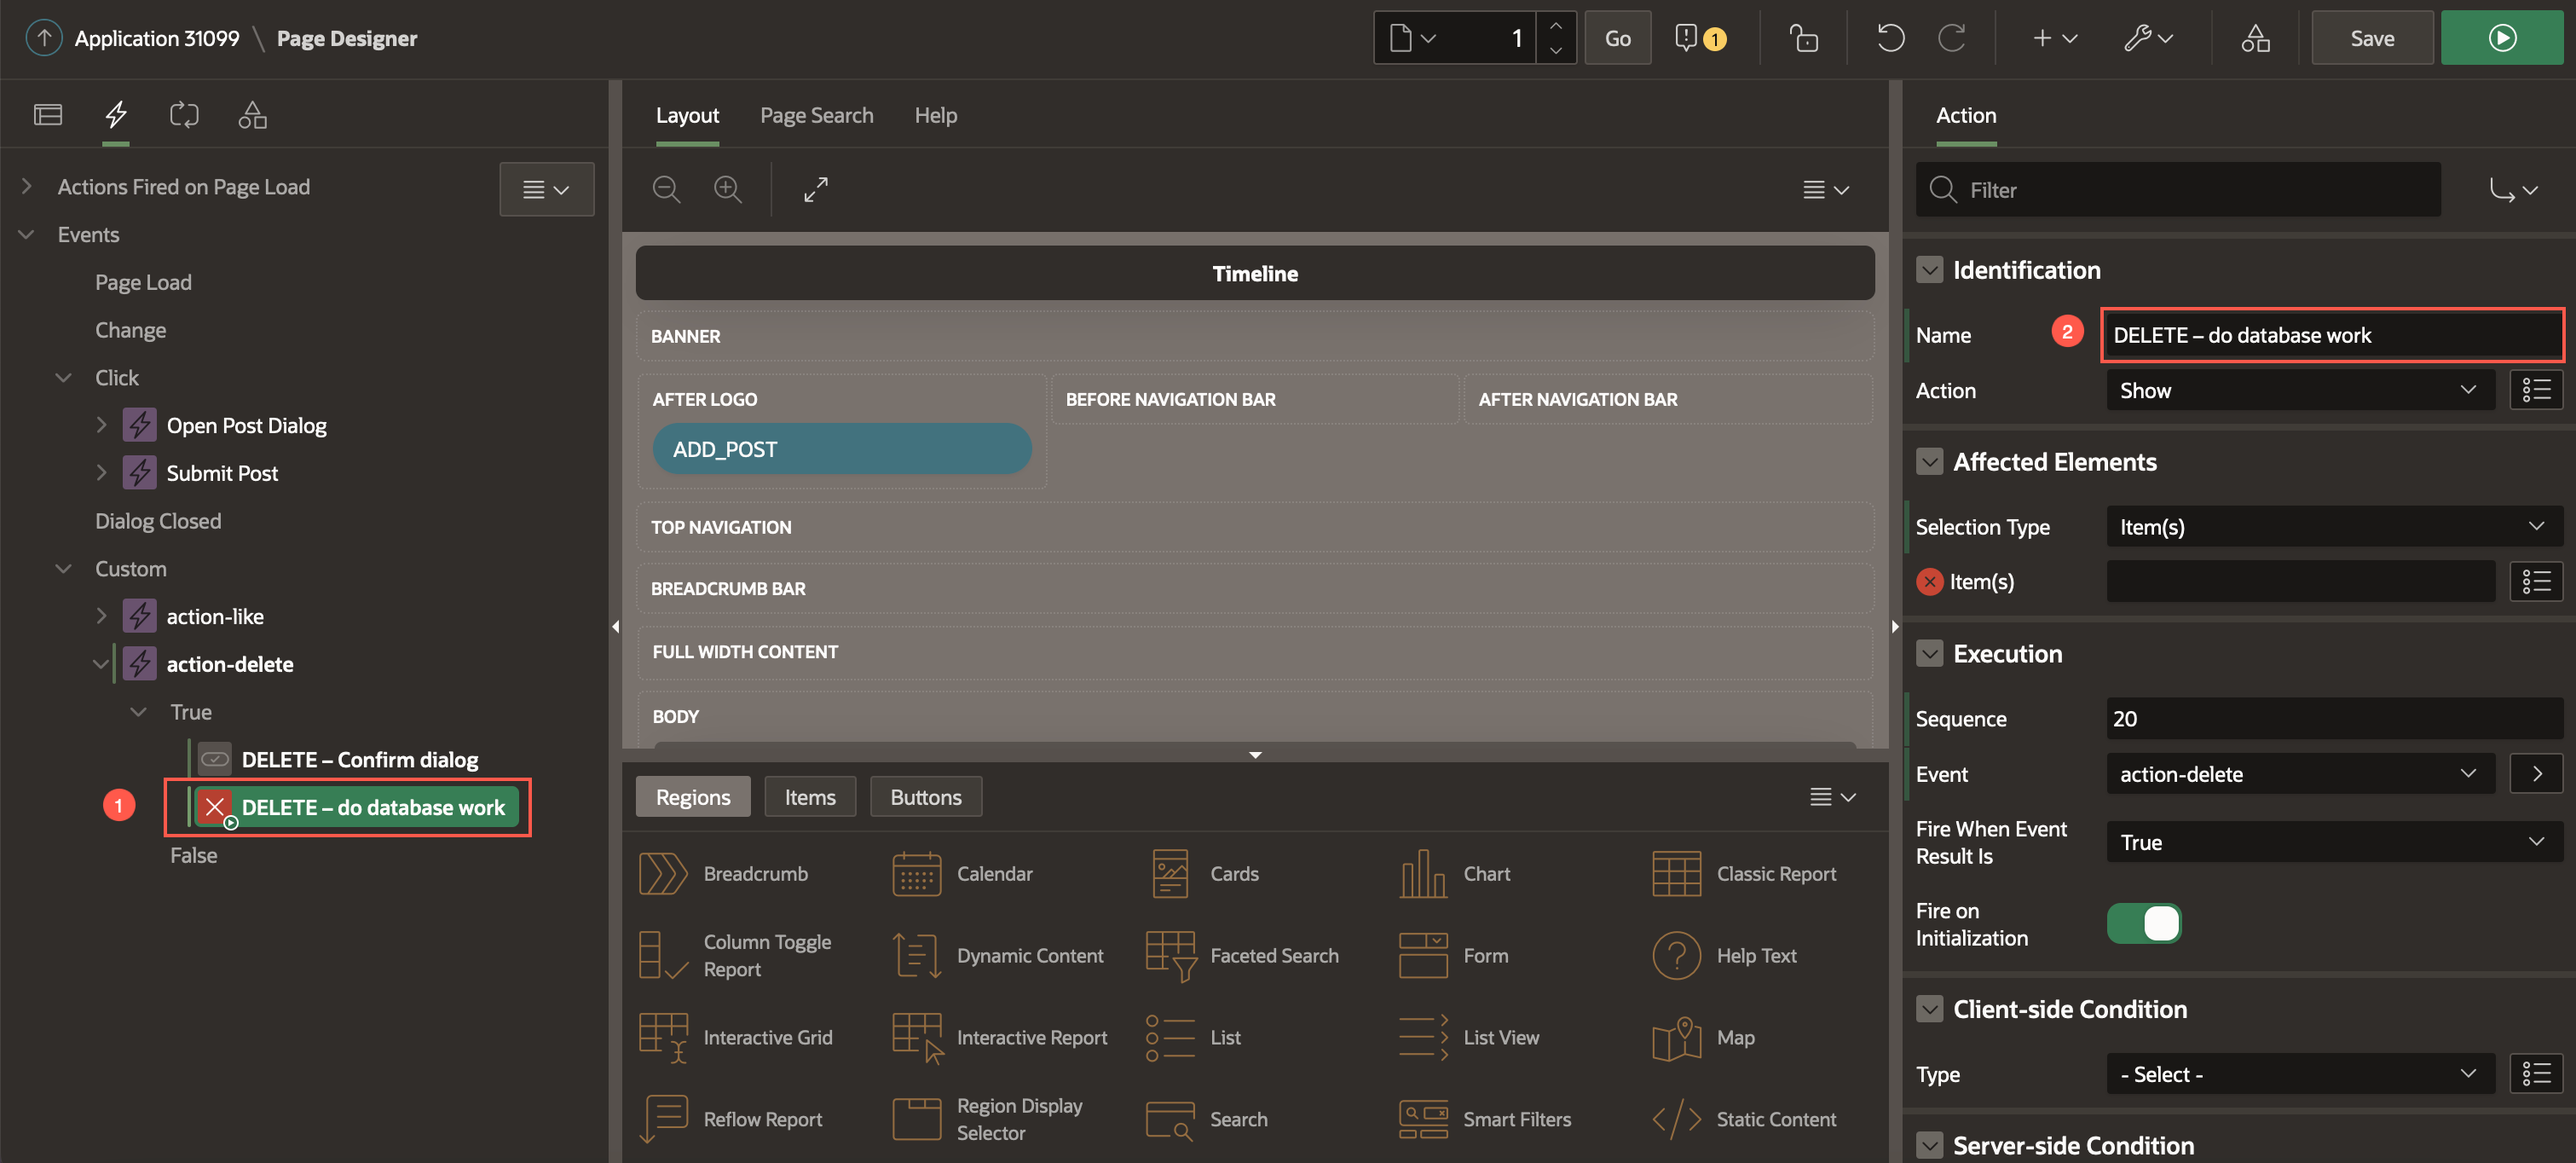 Application 31099 \ Page Designer
1
Go
1
Save
Actions Fired on Page Load
Events
Page Load
Change
Click
Open Post Dialog
Submit Post
Dialog Closed
Custom
action-like
action-delete
True
DELETE – Confirm dialog
1
DELETE – do database work
False
Layout
Page Search
Help
Timeline
BANNER
AFTER LOGO
BEFORE NAVIGATION BAR
AFTER NAVIGATION BAR
ADD_POST
TOP NAVIGATION
BREADCRUMB BAR
FULL WIDTH CONTENT
BODY
Regions
Items
Buttons
Breadcrumb
Calendar
Cards
Chart
Classic Report
Column Toggle
Report
Dynamic Content
Faceted Search
Form
Help Text
Interactive Grid
Interactive Report
List
List View
Map
Reflow Report
Region Display
Selector
Search
Smart Filters
Static Content
Action
Filter
Identification
Name
2
DELETE – do database work
Action
Show
Affected Elements
Selection Type
Item(s)
Item(s)
Execution
Sequence
20
Event
action-delete
Fire When Event
Result Is
True
Fire on
Initialization
Client-side Condition
Type
- Select -
Server-side Condition